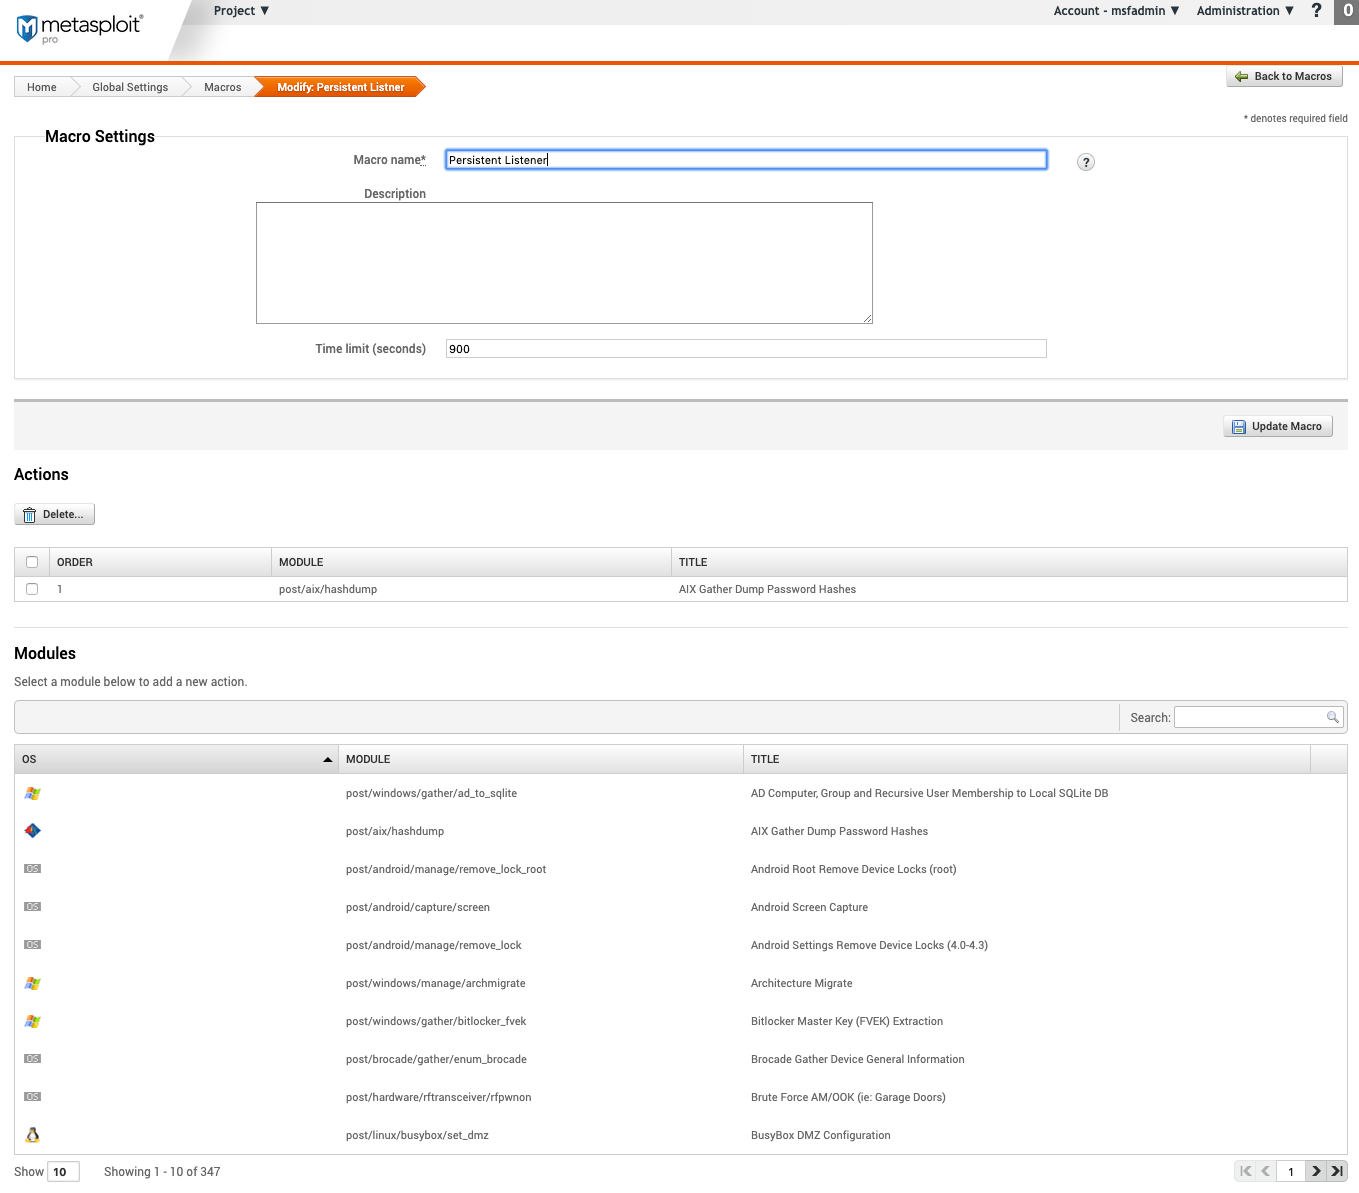 Project ▼
Account - msfadmin ▼ Administration ▼ ? 0
metasploit®
pro
Home Global Settings Macros Modify: Persistent Listner
Back to Macros
* denotes required field
Macro Settings
Macro name* Persistent Listener ?
Description
Time limit (seconds) 900
Update Macro
Actions
Delete...
ORDER MODULE TITLE
1 post/aix/hashdump AIX Gather Dump Password Hashes
Modules
Select a module below to add a new action.
Search:
OS MODULE TITLE
post/windows/gather/ad_to_sqlite AD Computer, Group and Recursive User Membership to Local SQLite DB
post/aix/hashdump AIX Gather Dump Password Hashes
OS post/android/manage/remove_lock_root Android Root Remove Device Locks (root)
OS post/android/capture/screen Android Screen Capture
OS post/android/manage/remove_lock Android Settings Remove Device Locks (4.0-4.3)
post/windows/manage/archmigrate Architecture Migrate
post/windows/gather/bitlocker_fvek Bitlocker Master Key (FVEK) Extraction
OS post/brocade/gather/enum_brocade Brocade Gather Device General Information
OS post/hardware/rftransceiver/rfpwnon Brute Force AM/OOK (ie: Garage Doors)
post/linux/busybox/set_dmz BusyBox DMZ Configuration
Show 10 Showing 1 - 10 of 347 1